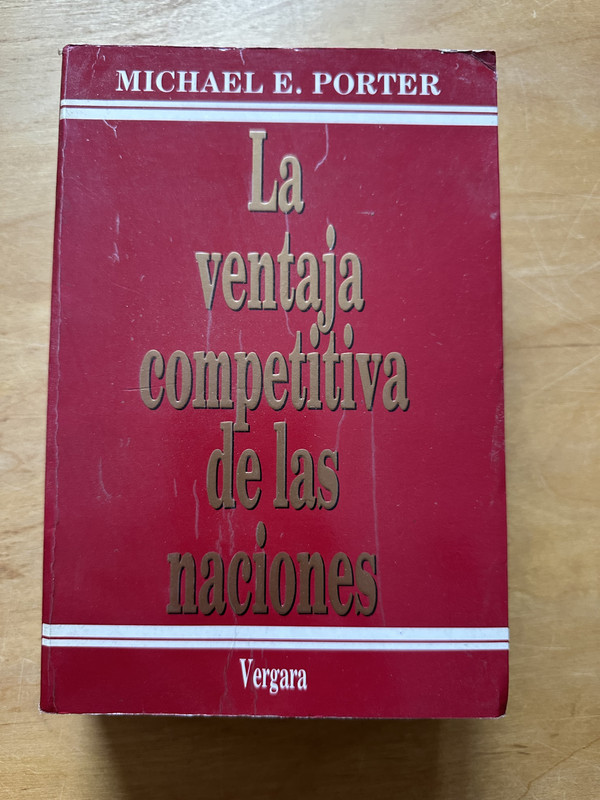 MICHAEL E. PORTER
La
ventaja
competitiva
de las
naciones
Vergara